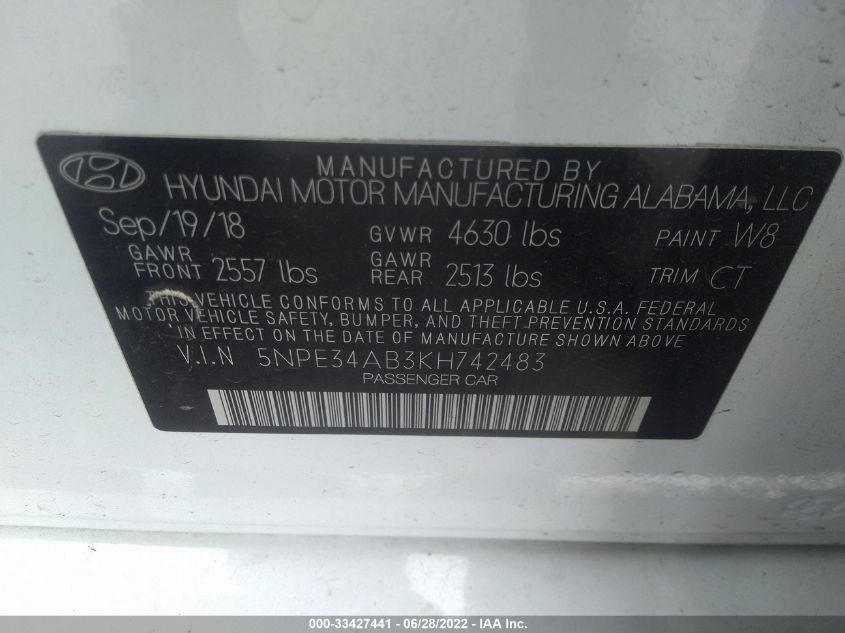 MANUFACTURED BY
HYUNDAI MOTOR MANUFACTURING ALABAMA, LLC
Sep/19/18 GVWR 4630 lbs PAINT W8
GAWR FRONT 2557 lbs GAWR REAR 2513 lbs TRIM CT
THIS VEHICLE CONFORMS TO ALL APPLICABLE U.S.A. FEDERAL
MOTOR VEHICLE SAFETY, BUMPER, AND THEFT PREVENTION STANDARDS
IN EFFECT ON THE DATE OF MANUFACTURE SHOWN ABOVE
V.I.N 5NPE34AB3KH742483
PASSENGER CAR
000-33427441 - 06/28/2022 - IAA Inc.